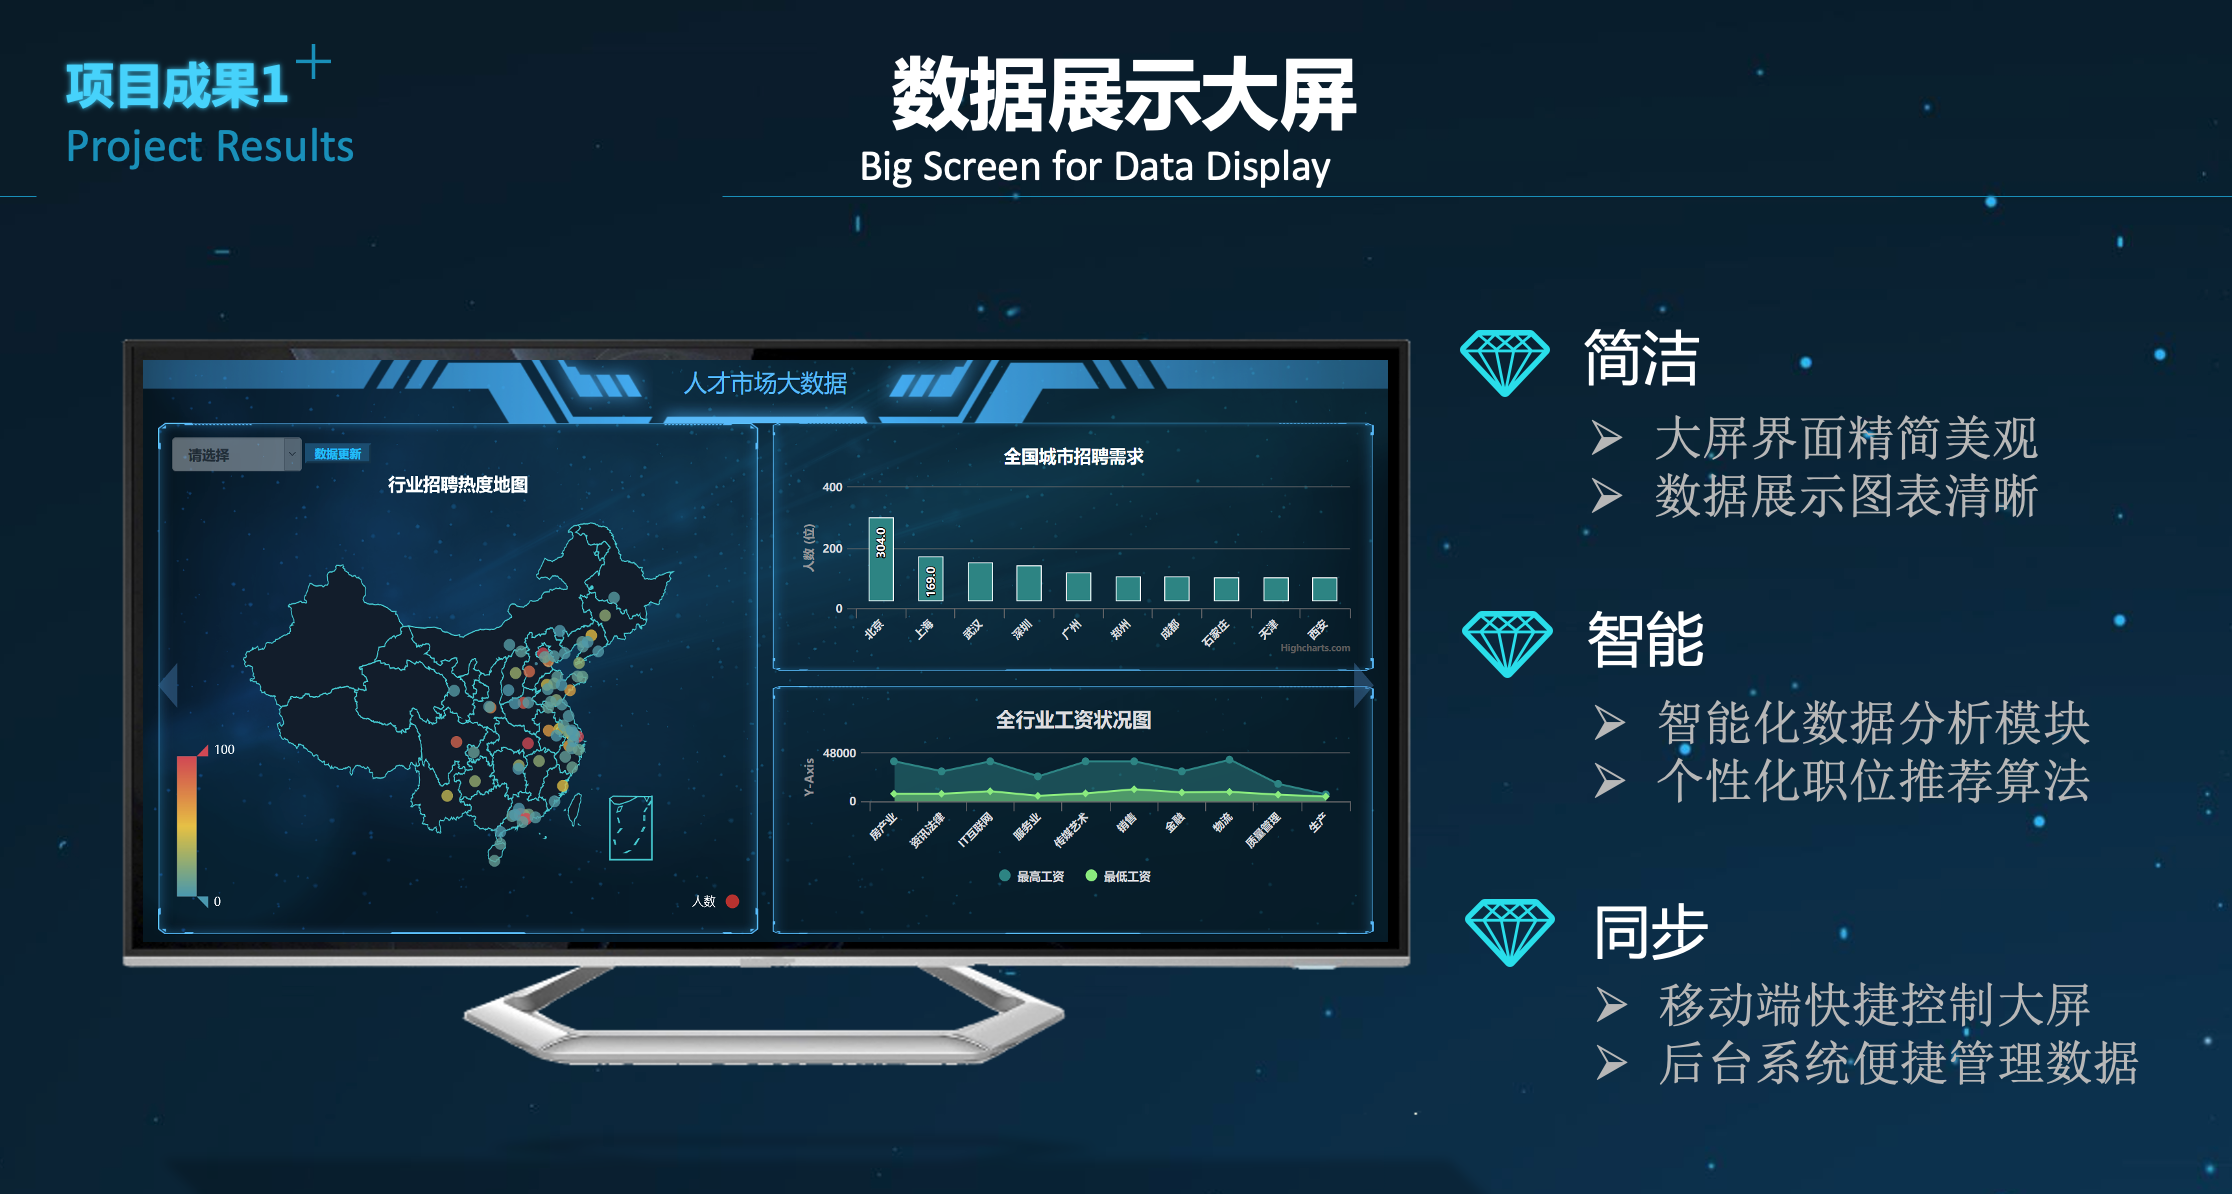 项目成果1
Project Results
数据展示大屏
Big Screen for Data Display
人才市场大数据
请选择
数据更新
行业招聘热度地图
100
0
人数
全国城市招聘需求
人数 (位)
400
200
0
304.0
169.0
北京
上海
武汉
深圳
广州
郑州
成都
石家庄
天津
西安
Highcharts.com
全行业工资状况图
Y-Axis
48000
0
房产业
资讯法律
IT互联网
服务业
传媒艺术
销售
金融
物流
质量管理
生产
最高工资
最低工资
简洁
大屏界面精简美观
数据展示图表清晰
智能
智能化数据分析模块
个性化职位推荐算法
同步
移动端快捷控制大屏
后台系统便捷管理数据